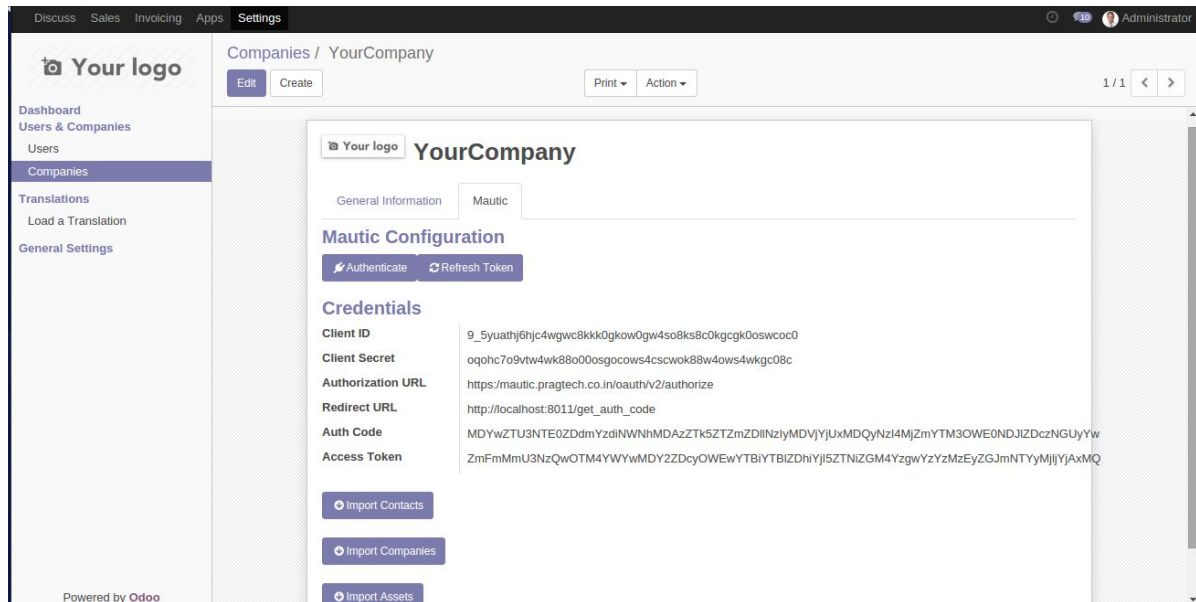 Discuss Sales Invoicing Apps Settings 10 Administrator
Your logo
Companies / YourCompany
Edit Create Print Action 1 / 1
Dashboard
Users & Companies
Users
Companies
Translations
Load a Translation
General Settings
Your logo YourCompany
General Information Mautic
Mautic Configuration
Authenticate Refresh Token
Credentials
Client ID 9_5yuathj6hjc4wgwc8kkk0gkow0gw4so8ks8c0kgcgk0oswcoc0
Client Secret oqohc7o9vtw4wk88o00osgocows4cscwok88w4ows4wkgc08c
Authorization URL https:/mautic.pragtech.co.in/oauth/v2/authorize
Redirect URL http://localhost:8011/get_auth_code
Auth Code
Access Token
Import Contacts
Import Companies
Import Assets
Powered by Odoo